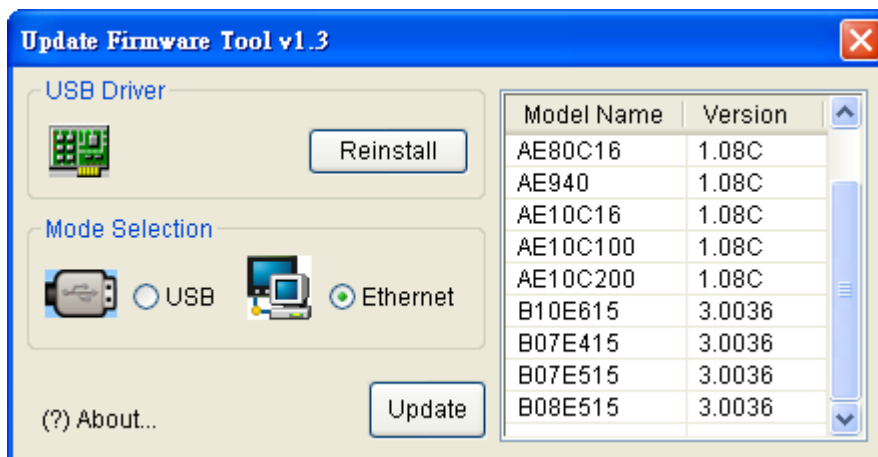 Update Firmware Tool v1.3
USB Driver
Reinstall
Mode Selection
USB
Ethernet
(?) About...
Update
Model Name Version
AE80C16 1.08C
AE940 1.08C
AE10C16 1.08C
AE10C100 1.08C
AE10C200 1.08C
B10E615 3.0036
B07E415 3.0036
B07E515 3.0036
B08E515 3.0036